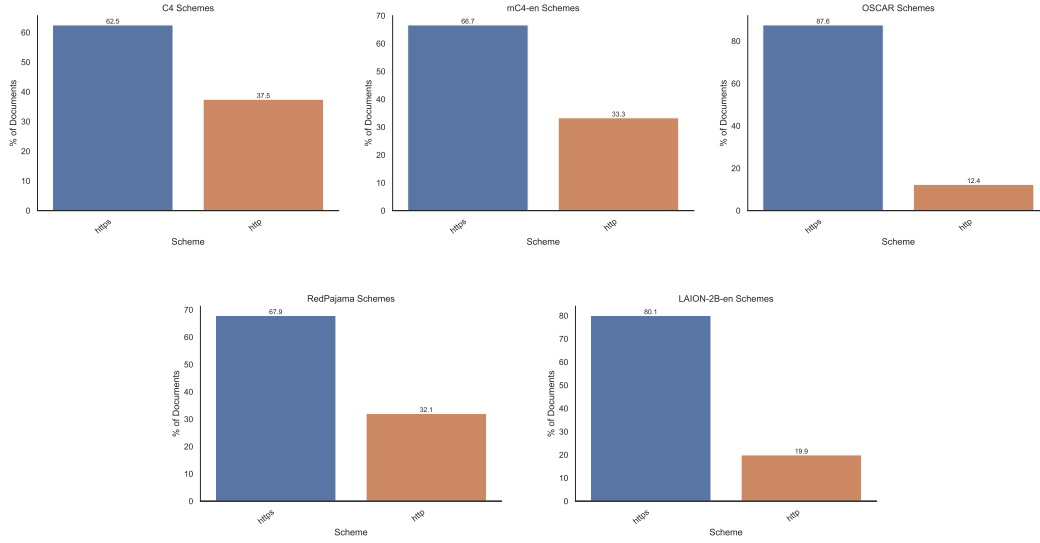 C4 Schemes
62.5
37.5
60
50
40
30
20
10
0
% of Documents
https
http
Scheme
mC4-en Schemes
66.7
33.3
70
60
50
40
30
20
10
0
% of Documents
https
http
Scheme
OSCAR Schemes
87.6
12.4
80
60
40
20
0
% of Documents
https
http
Scheme
RedPajama Schemes
67.9
32.1
70
60
50
40
30
20
10
0
% of Documents
https
http
Scheme
LAION-2B-en Schemes
80.1
19.9
80
70
60
50
40
30
20
10
0
% of Documents
https
http
Scheme